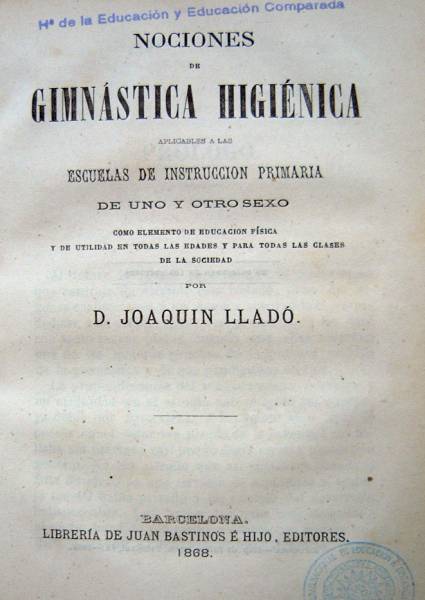 Hª de la Educación y Educación Comparada
NOCIONES
DE
GIMNÁSTICA HIGIÉNICA
APLICABLES A LAS
ESCUELAS DE INSTRUCCION PRIMARIA
DE UNO Y OTRO SEXO
COMO ELEMENTO DE EDUCACION FÍSICA
Y DE UTILIDAD EN TODAS LAS EDADES Y PARA TODAS LAS CLASES
DE LA SOCIEDAD
POR
D. JOAQUIN LLADÓ.
BARCELONA.
LIBRERÍA DE JUAN BASTINOS É HIJO, EDITORES.
1868.